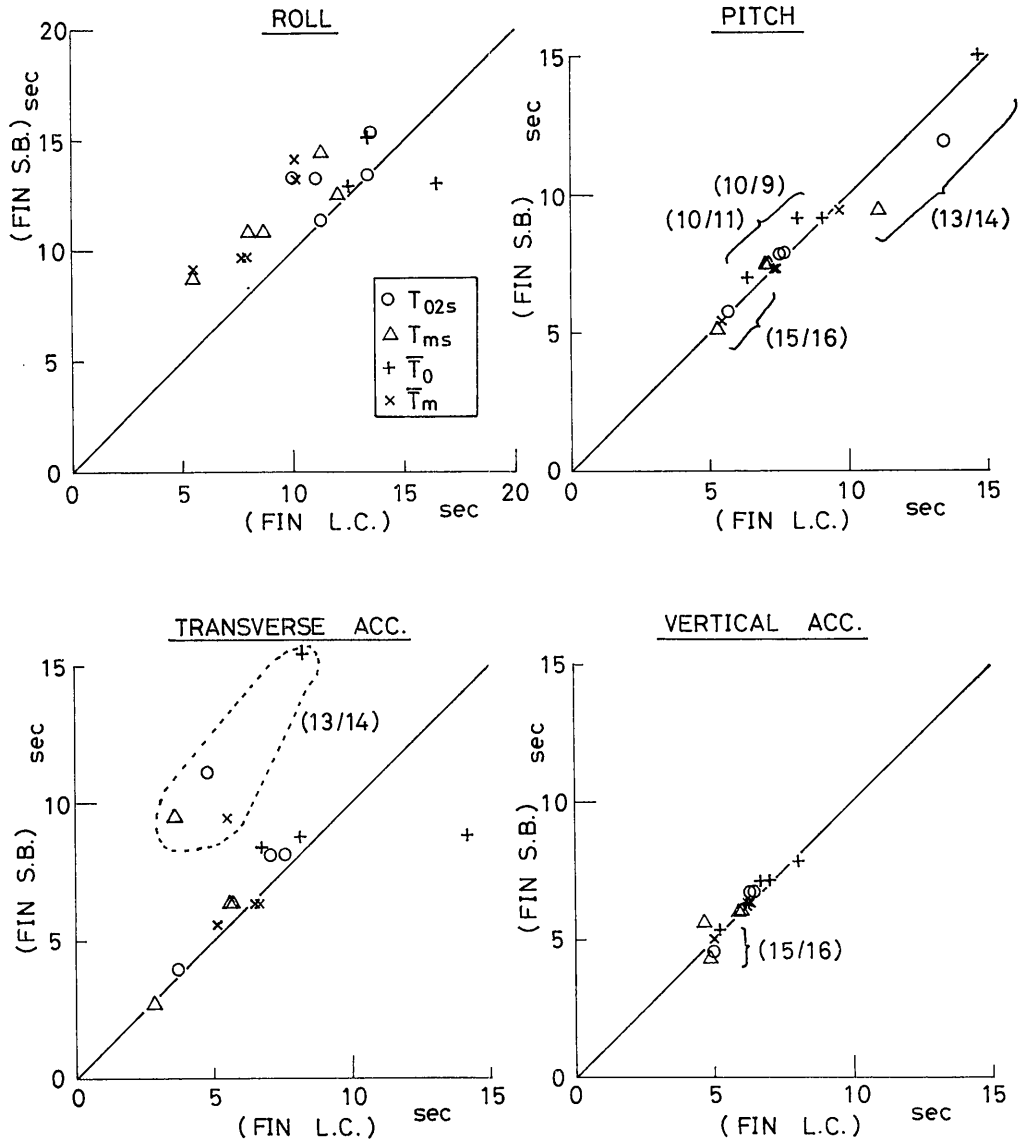 ROLL
20
sec
15
(FIN S.B.)
10
5
0
0
5
10
15
20
sec
(FIN L.C.)
○ T02s
△ Tms
+ T̅0
× T̅m
PITCH
15
sec
10
(FIN S.B.)
5
0
0
5
10
15
sec
(FIN L.C.)
(10/9)
(10/11)
(13/14)
(15/16)
TRANSVERSE ACC.
15
sec
10
(FIN S.B.)
5
0
0
5
10
15
sec
(FIN L.C.)
(13/14)
VERTICAL ACC.
15
sec
10
(FIN S.B.)
5
0
0
5
10
15
sec
(FIN L.C.)
(15/16)